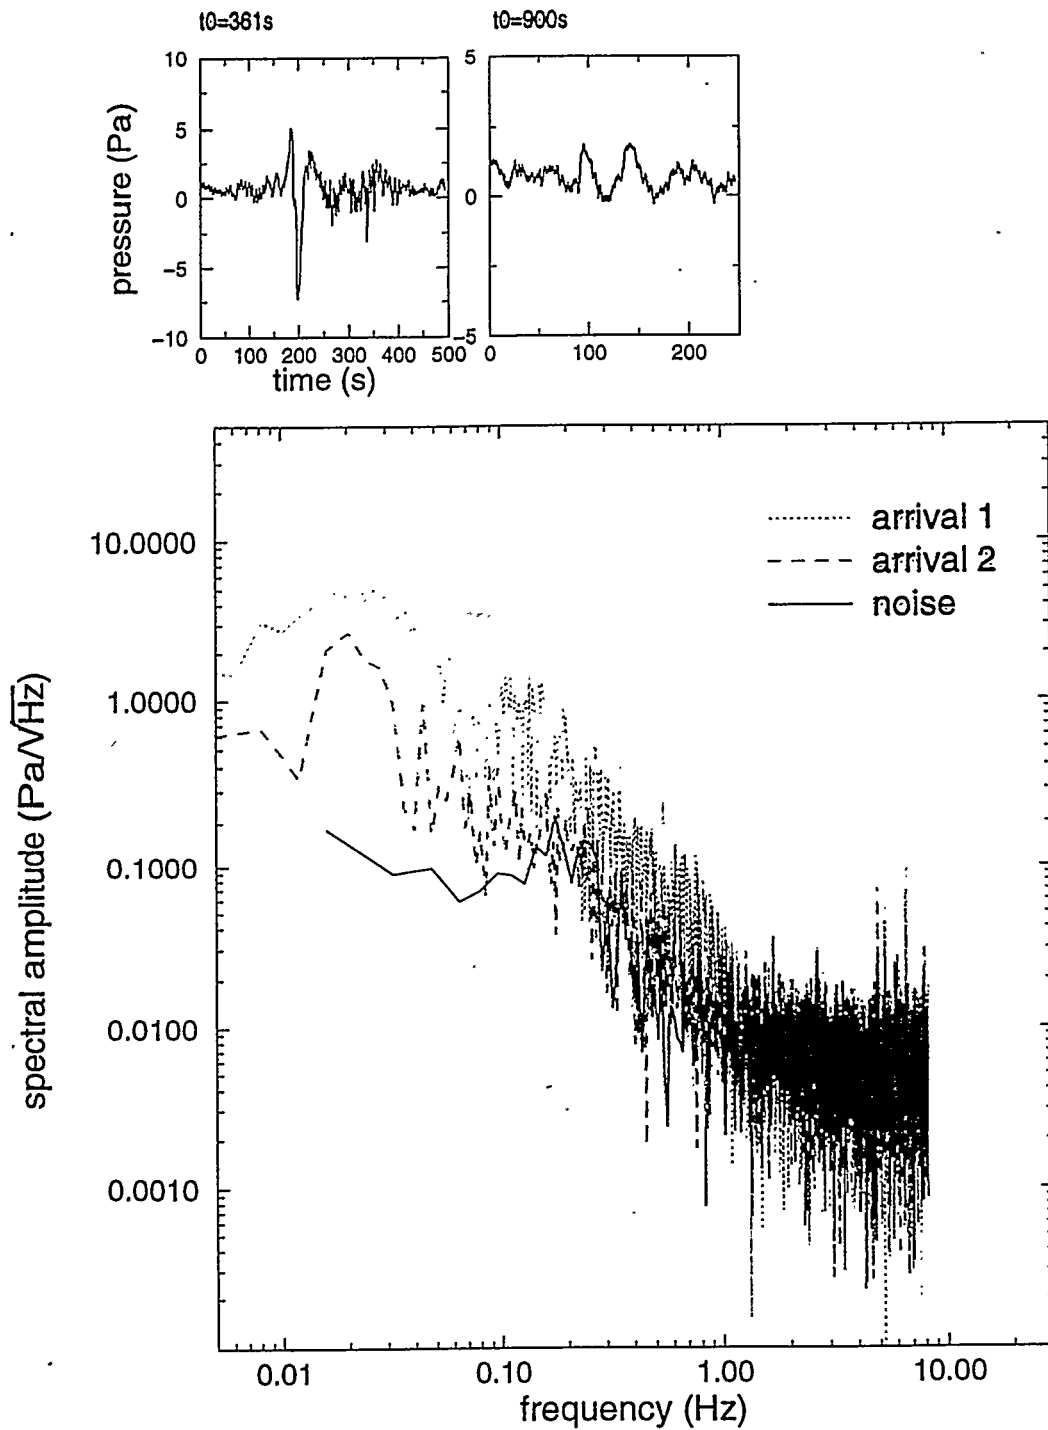 t0=361s
t0=900s
pressure (Pa)
10
5
0
−5
−10
0 100 200 300 400 500
time (s)
5
0
−5
0 100 200
arrival 1
arrival 2
noise
spectral amplitude (Pa/√Hz)
10.0000
1.0000
0.1000
0.0100
0.0010
0.01 0.10 1.00 10.00
frequency (Hz)